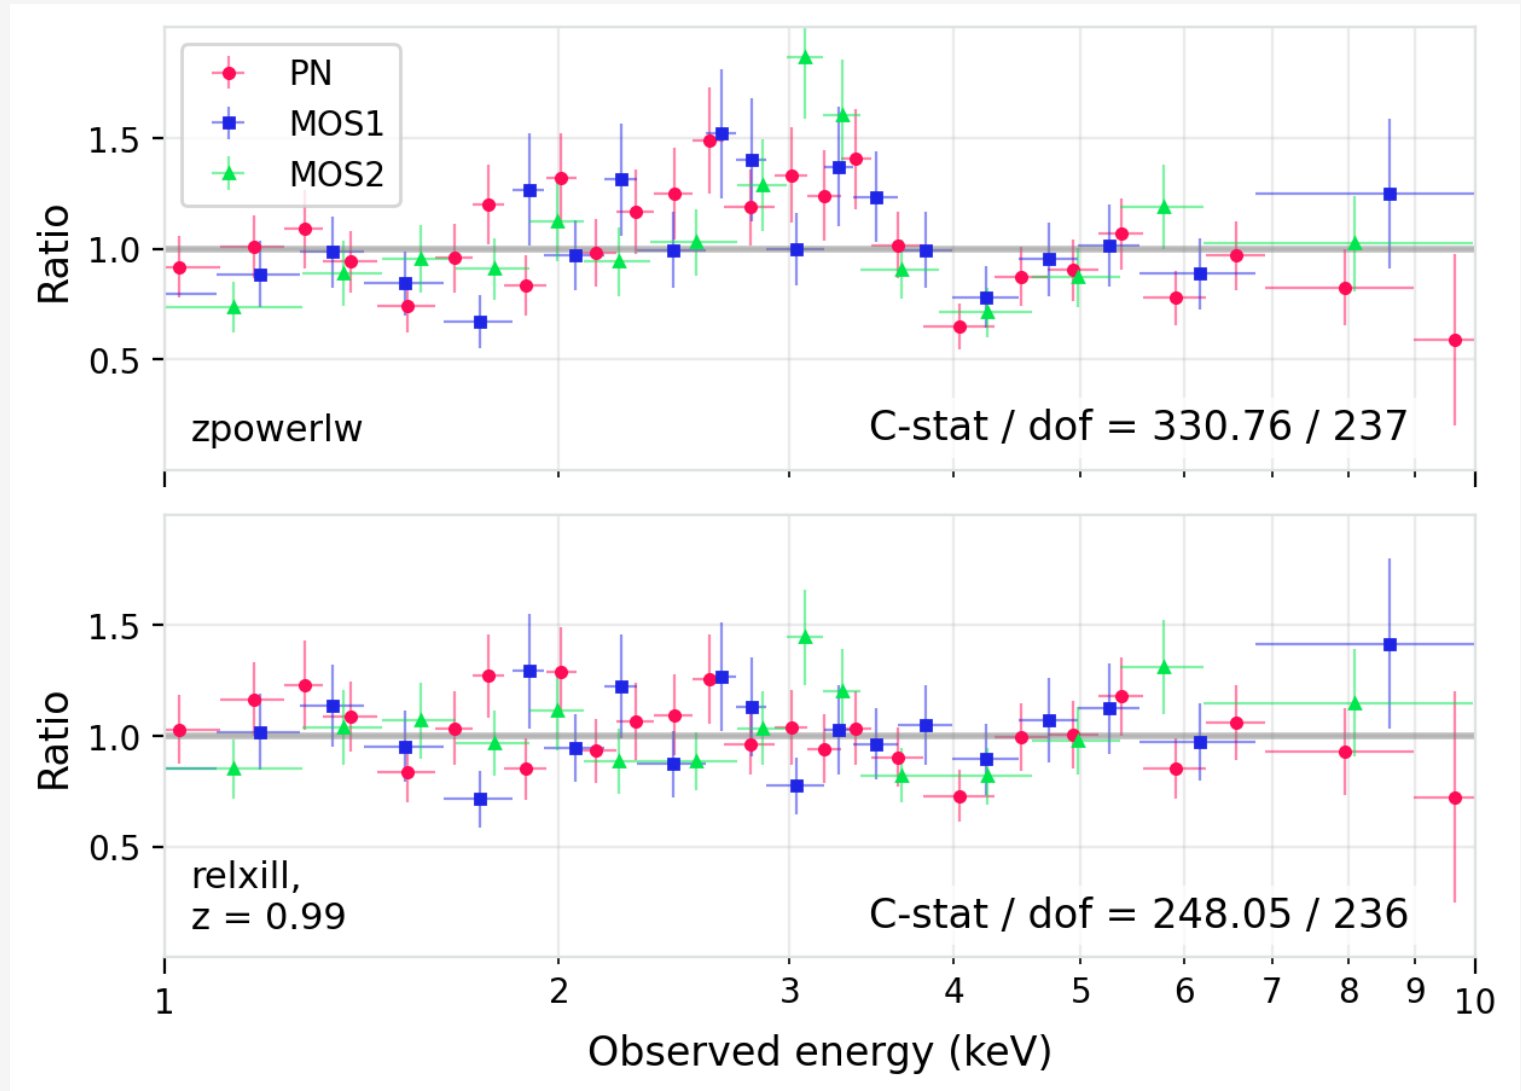 PN
MOS1
MOS2
1.5
1.0
0.5
Ratio
zpowerlw
C-stat / dof = 330.76 / 237
1.5
1.0
0.5
Ratio
relxill,
z = 0.99
C-stat / dof = 248.05 / 236
1 2 3 4 5 6 7 8 9 10
Observed energy (keV)